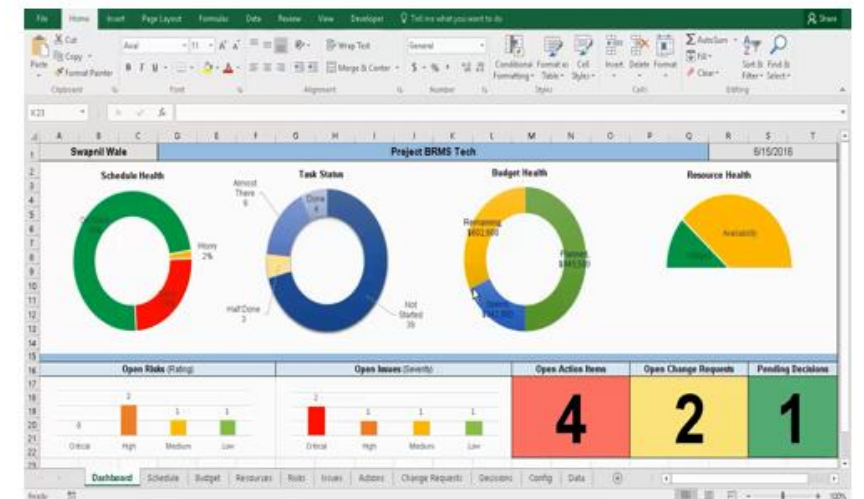 File Home Insert Page Layout Formulas Data Review View Developer Tell me what you want to do Share
Cut
Copy
Format Painter
Paste
Arial 11
Wrap Text
Merge & Center
General
Conditional Formatting Format as Table Cell Styles
Insert Delete Format
AutoSum
Fill
Clear
Sort & Filter Find & Select
Clipboard Font Alignment Number Styles Cells Editing
K23
A B C D E F G H I J K L M N O P Q R S T
Swapnil Wale Project BRMS Tech 6/15/2016
Schedule Health
Worry
2%
Task Status
Almost There
6
Done
4
Half Done
3
Not Started
39
Budget Health
Remaining,
$602,600
Planned,
Resource Health
Availability
Open Risks (Rating)
Open Issues (Severity)
Open Action Items
Open Change Requests
Pending Decisions
2 1 1
Critical High Medium Low
2 1 1 1
Critical High Medium Low
4
2
1
Dashboard Schedule Budget Resources Risks Issues Actions Change Requests Decisions Config Data
Ready
100%